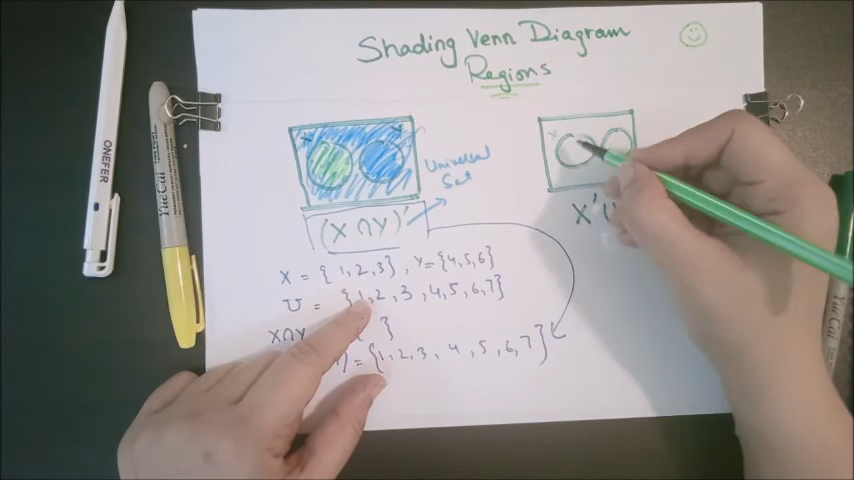 Shading Venn Diagram
Regions
X Y
Universal
Set
(X ∩ Y)'
X'
X = { 1, 2, 3} , Y = {4, 5, 6}
U = {1, 2, 3, 4, 5, 6, 7}
X∩Y { }
= {1, 2, 3, 4, 5, 6, 7}
ONEFER
YueCai